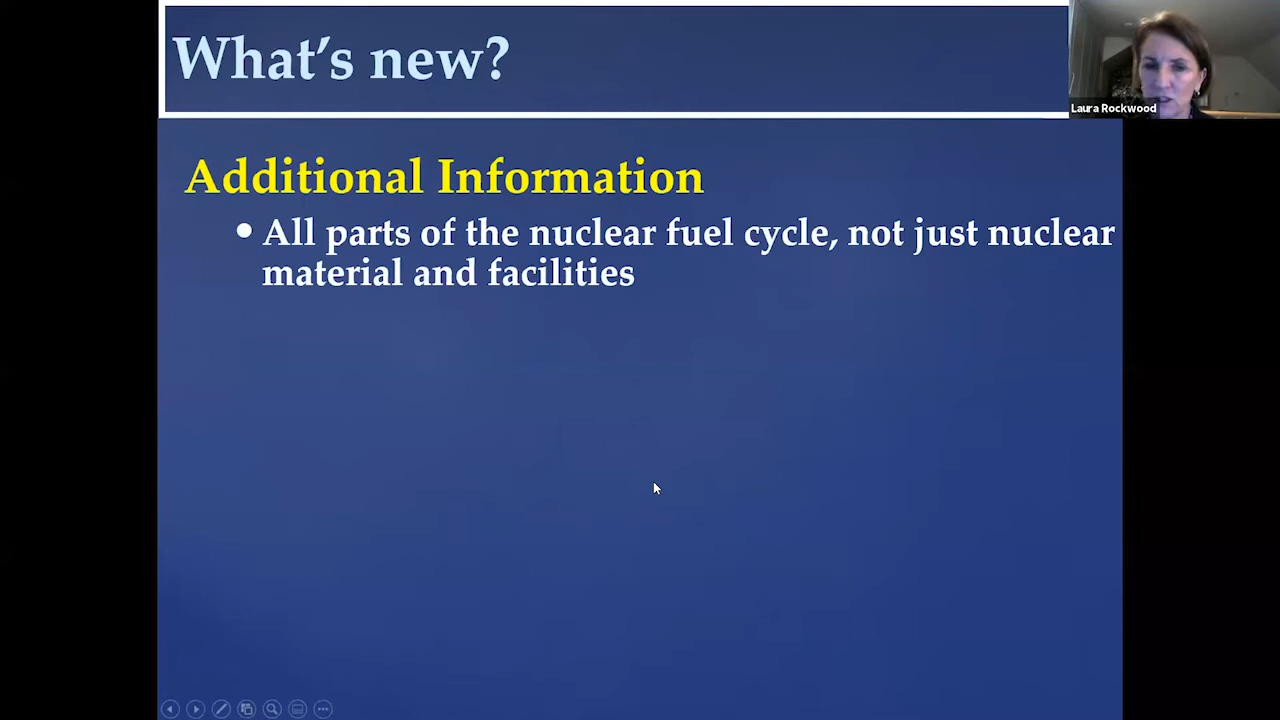 What's new?
Laura Rockwood
Additional Information
• All parts of the nuclear fuel cycle, not just nuclear
material and facilities